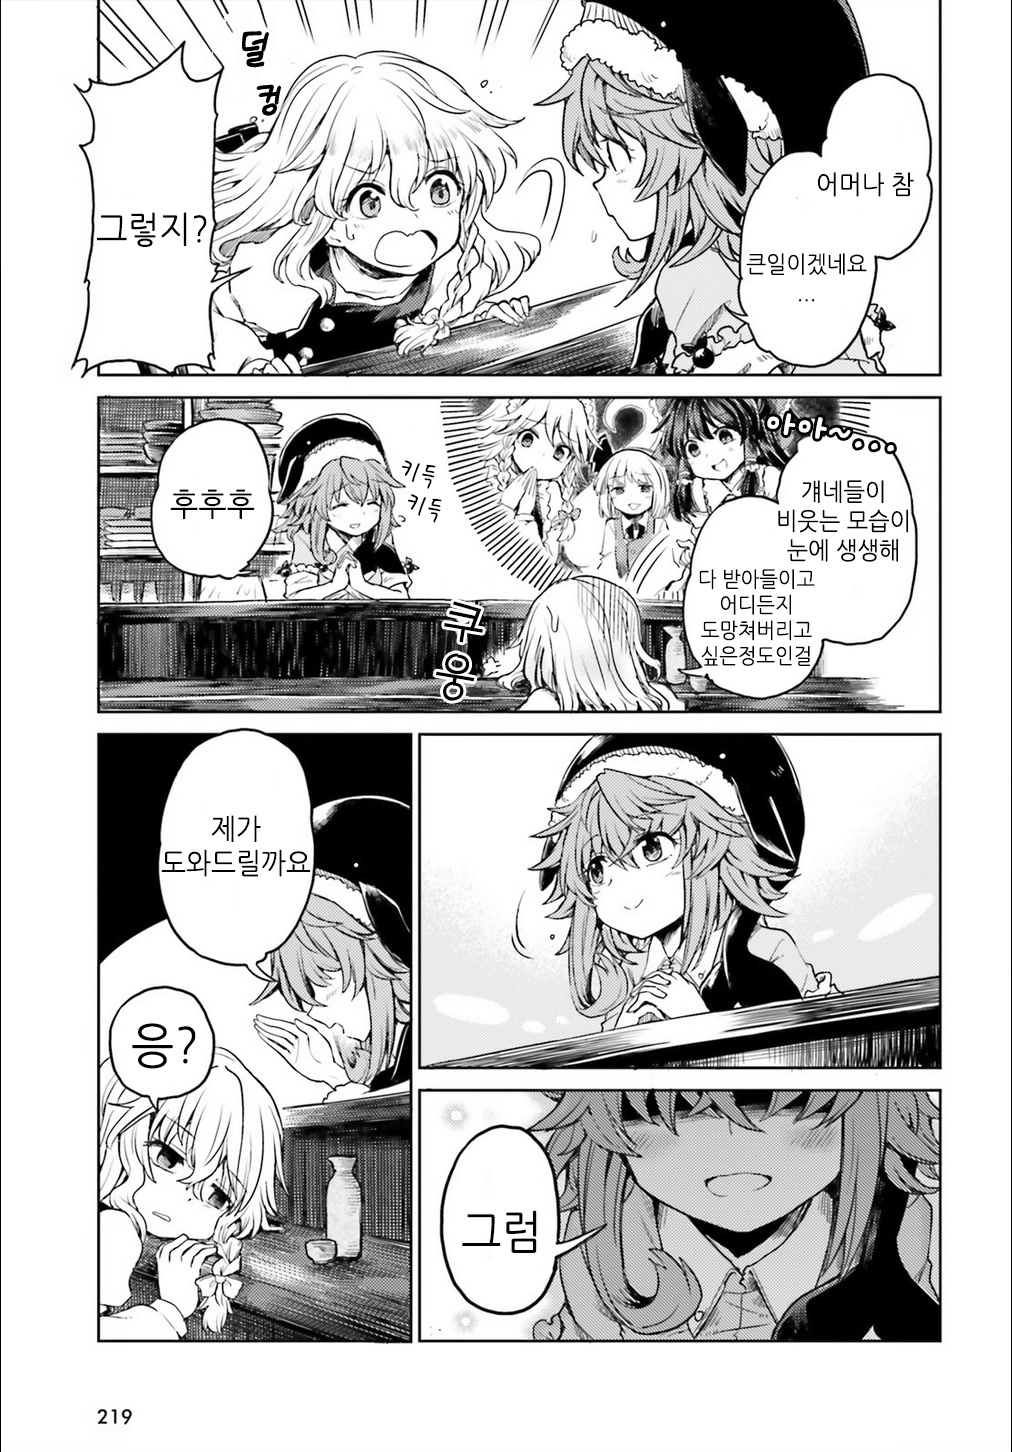 어머나 참
큰일이겠네요
...
덜
컹
그렇지?
아아~...
걔네들이
비웃는 모습이
눈에 생생해
다 받아들이고
어디든지
도망쳐버리고
싶은정도인걸
쿠
웅
키득
키득
후후후
그럼
제가
도와드릴까요
응?
219